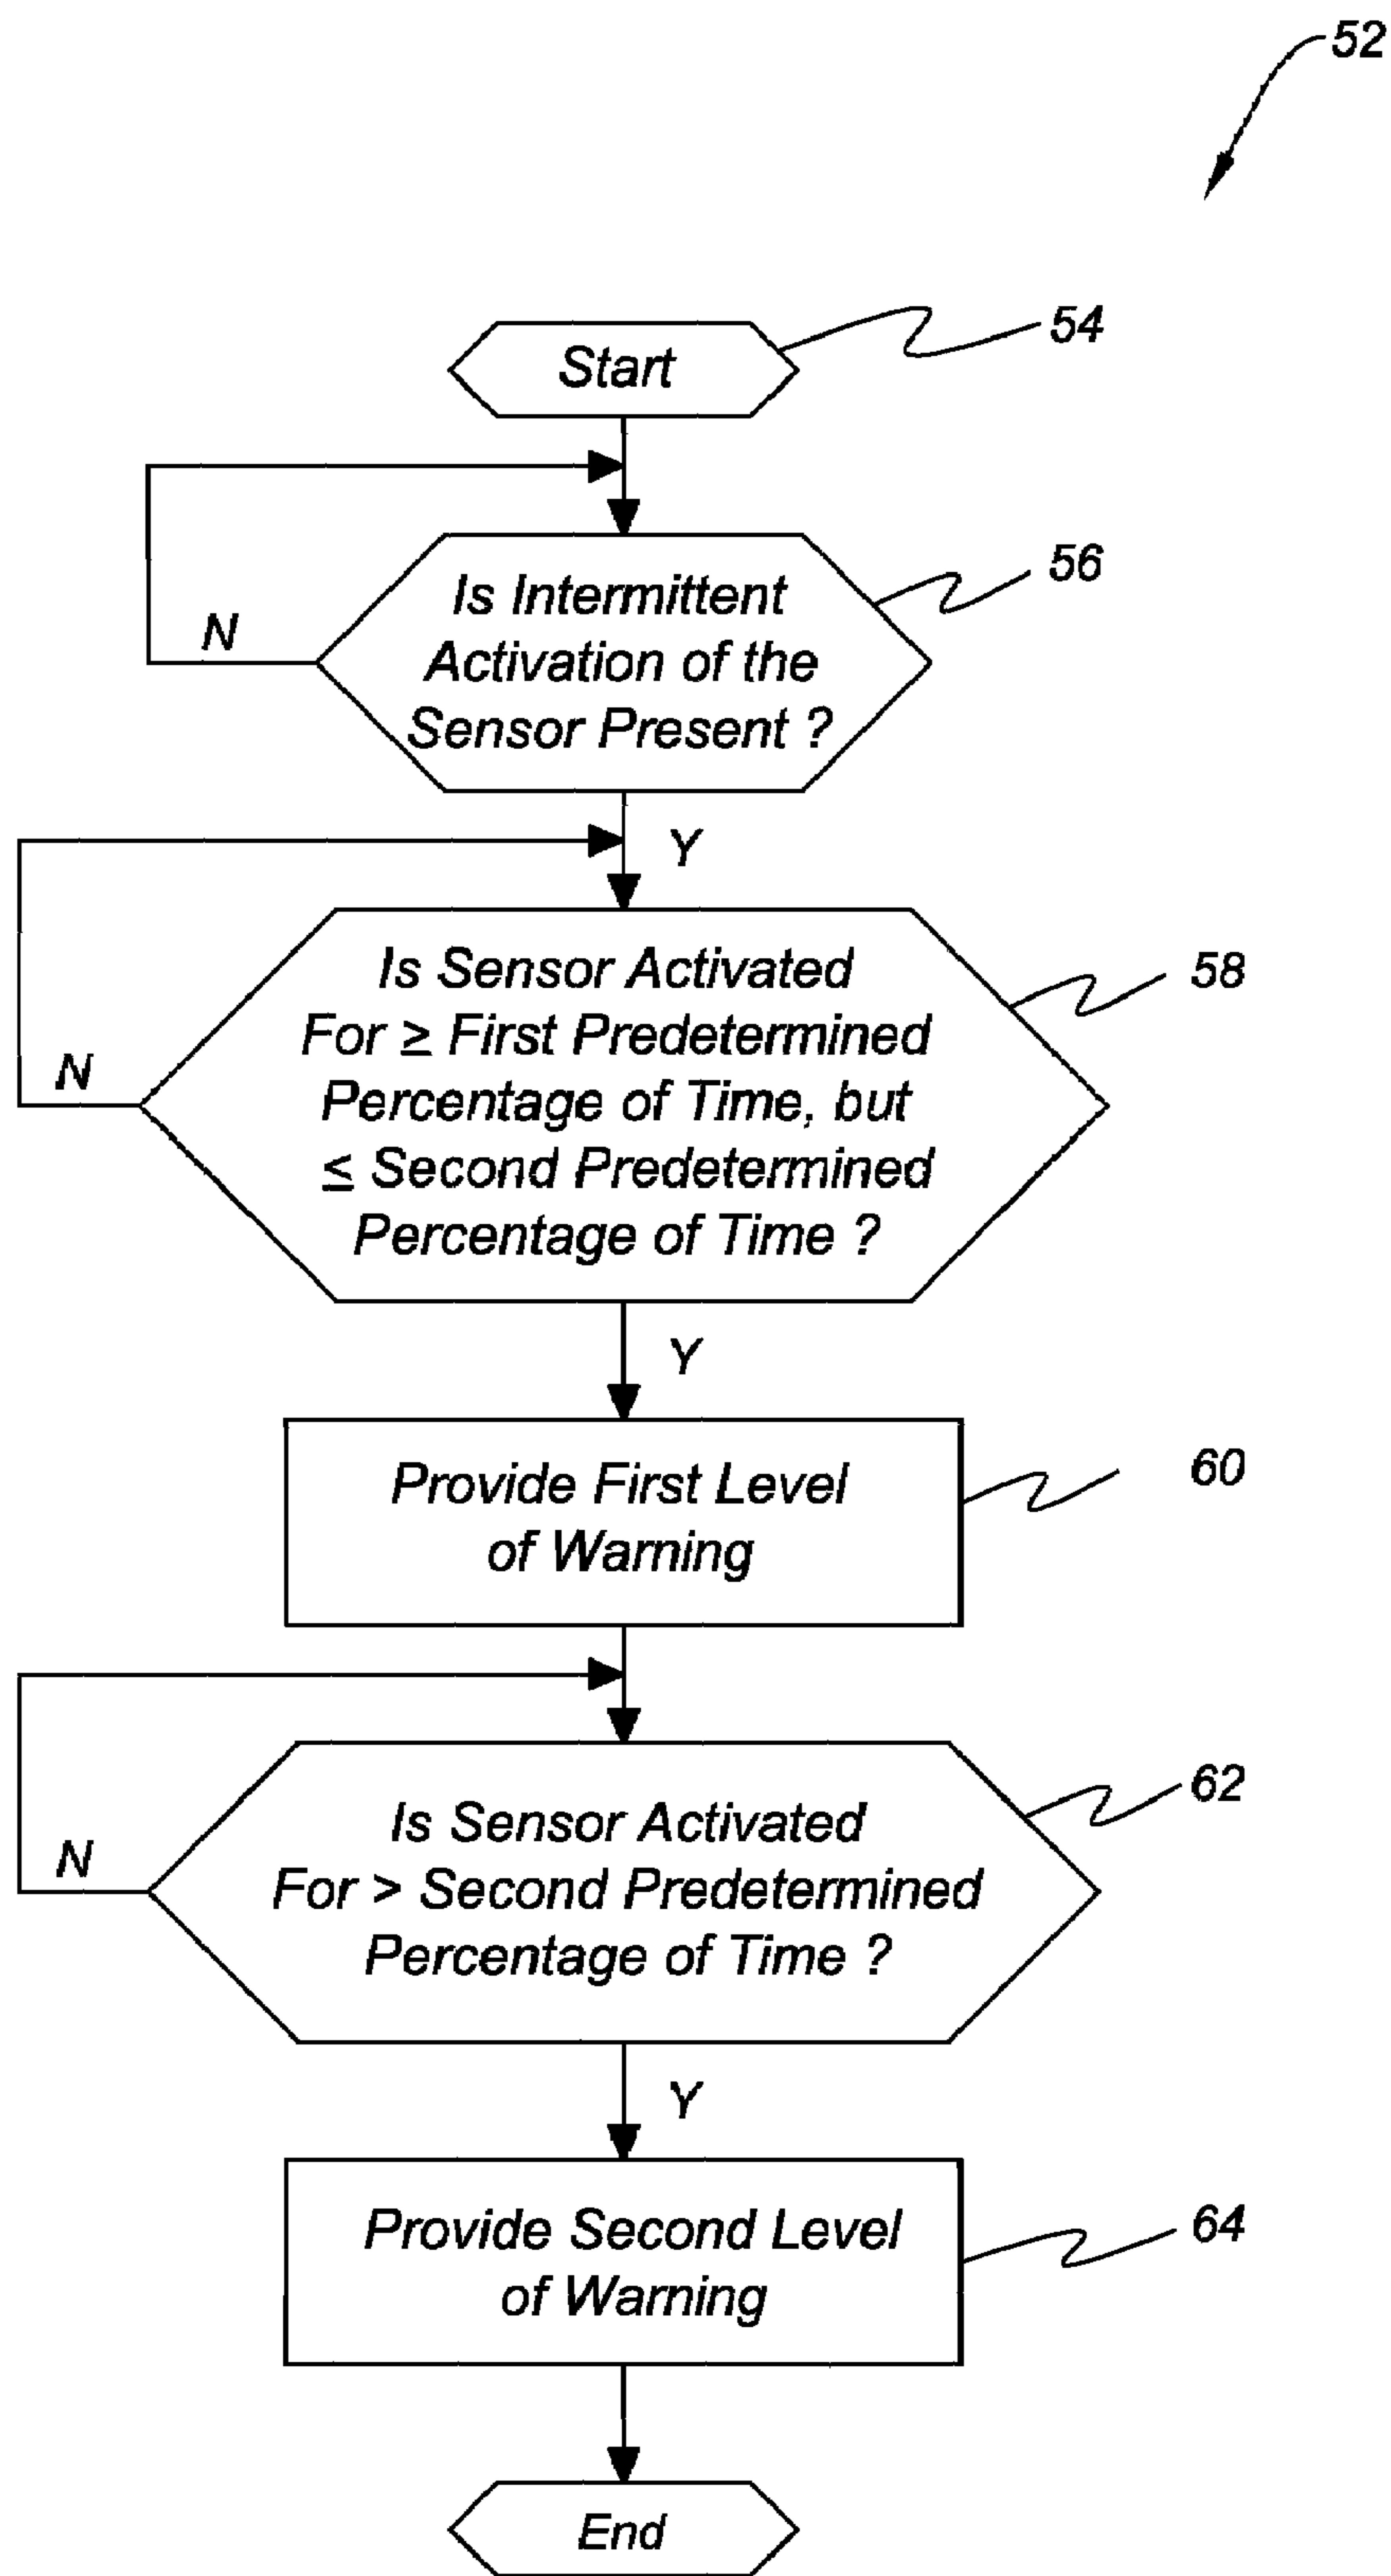 52
Start
54
Is Intermittent
Activation of the
Sensor Present ?
56
N
Y
Is Sensor Activated
For ≥ First Predetermined
Percentage of Time, but
≤ Second Predetermined
Percentage of Time ?
58
N
Y
Provide First Level
of Warning
60
Is Sensor Activated
For > Second Predetermined
Percentage of Time ?
62
N
Y
Provide Second Level
of Warning
64
End